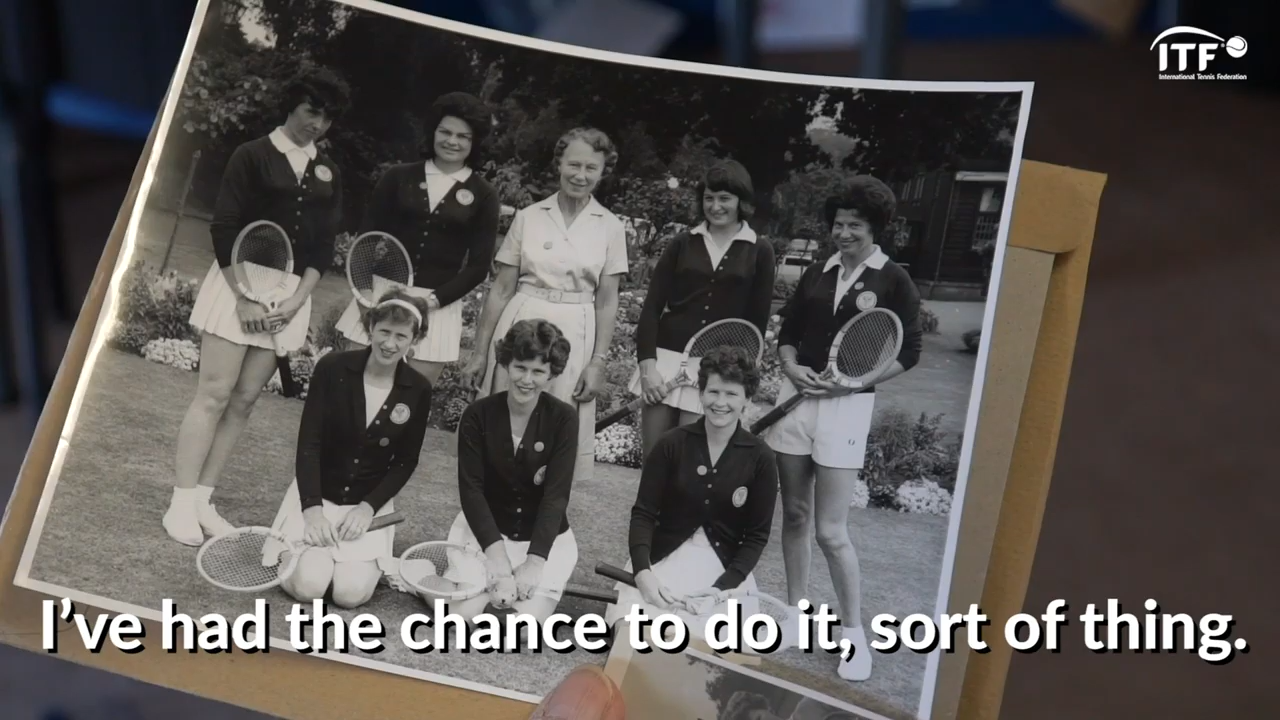 ITF
International Tennis Federation
I’ve had the chance to do it, sort of thing.